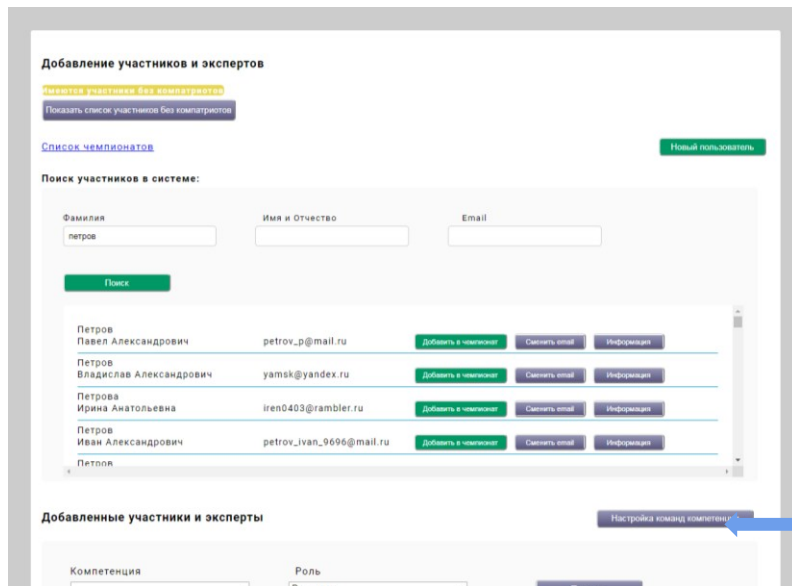 Добавление участников и экспертов
Имеются участники без компатриотов
Показать список участников без компатриотов
Список чемпионатов
Новый пользователь
Поиск участников в системе:
Фамилия Имя и Отчество Email
петров
Поиск
Петров
Павел Александрович petrov_p@mail.ru Добавить в чемпионат Сменить email Информация
Петров
Владислав Александрович yamsk@yandex.ru Добавить в чемпионат Сменить email Информация
Петрова
Ирина Анатольевна iren0403@rambler.ru Добавить в чемпионат Сменить email Информация
Петров
Иван Александрович petrov_ivan_9696@mail.ru Добавить в чемпионат Сменить email Информация
Петров
Добавленные участники и эксперты Настройка команд
Компетенция Роль